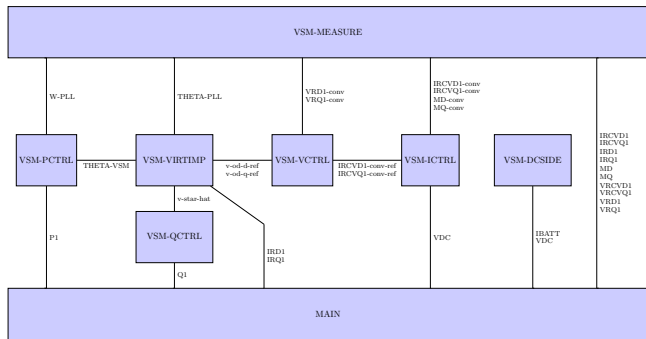 VSM-MEASURE
W-PLL
THETA-PLL
VRD1-conv
VRQ1-conv
IRCVD1-conv
IRCVQ1-conv
MD-conv
MQ-conv
IRCVD1
IRCVQ1
IRD1
IRQ1
MD
MQ
VRCVD1
VRCVQ1
VRD1
VRQ1
VSM-PCTRL
THETA-VSM
VSM-VIRTIMP
v-od-d-ref
v-od-q-ref
VSM-VCTRL
IRCVD1-conv-ref
IRCVQ1-conv-ref
VSM-ICTRL
VSM-DCSIDE
v-star-hat
VSM-QCTRL
P1
Q1
IRD1
IRQ1
VDC
IBATT
VDC
MAIN